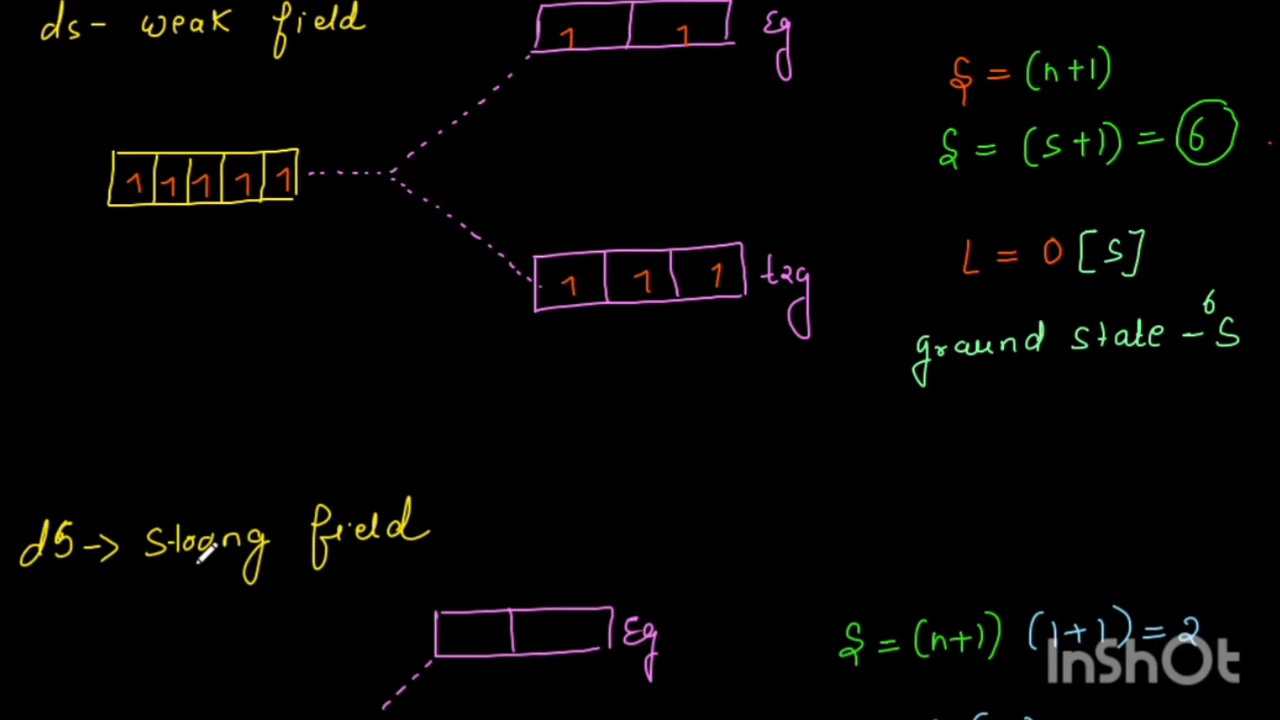 d5- weak field
1 1 Eg
S = (n+1)
S = (5+1) = 6
1 1 1 1 1
L = 0 [S]
1 1 1 t2g
ground state - ⁶S
d5 -> Stoang field
Eg
S = (n+1) (1+1) = 2
InShOt